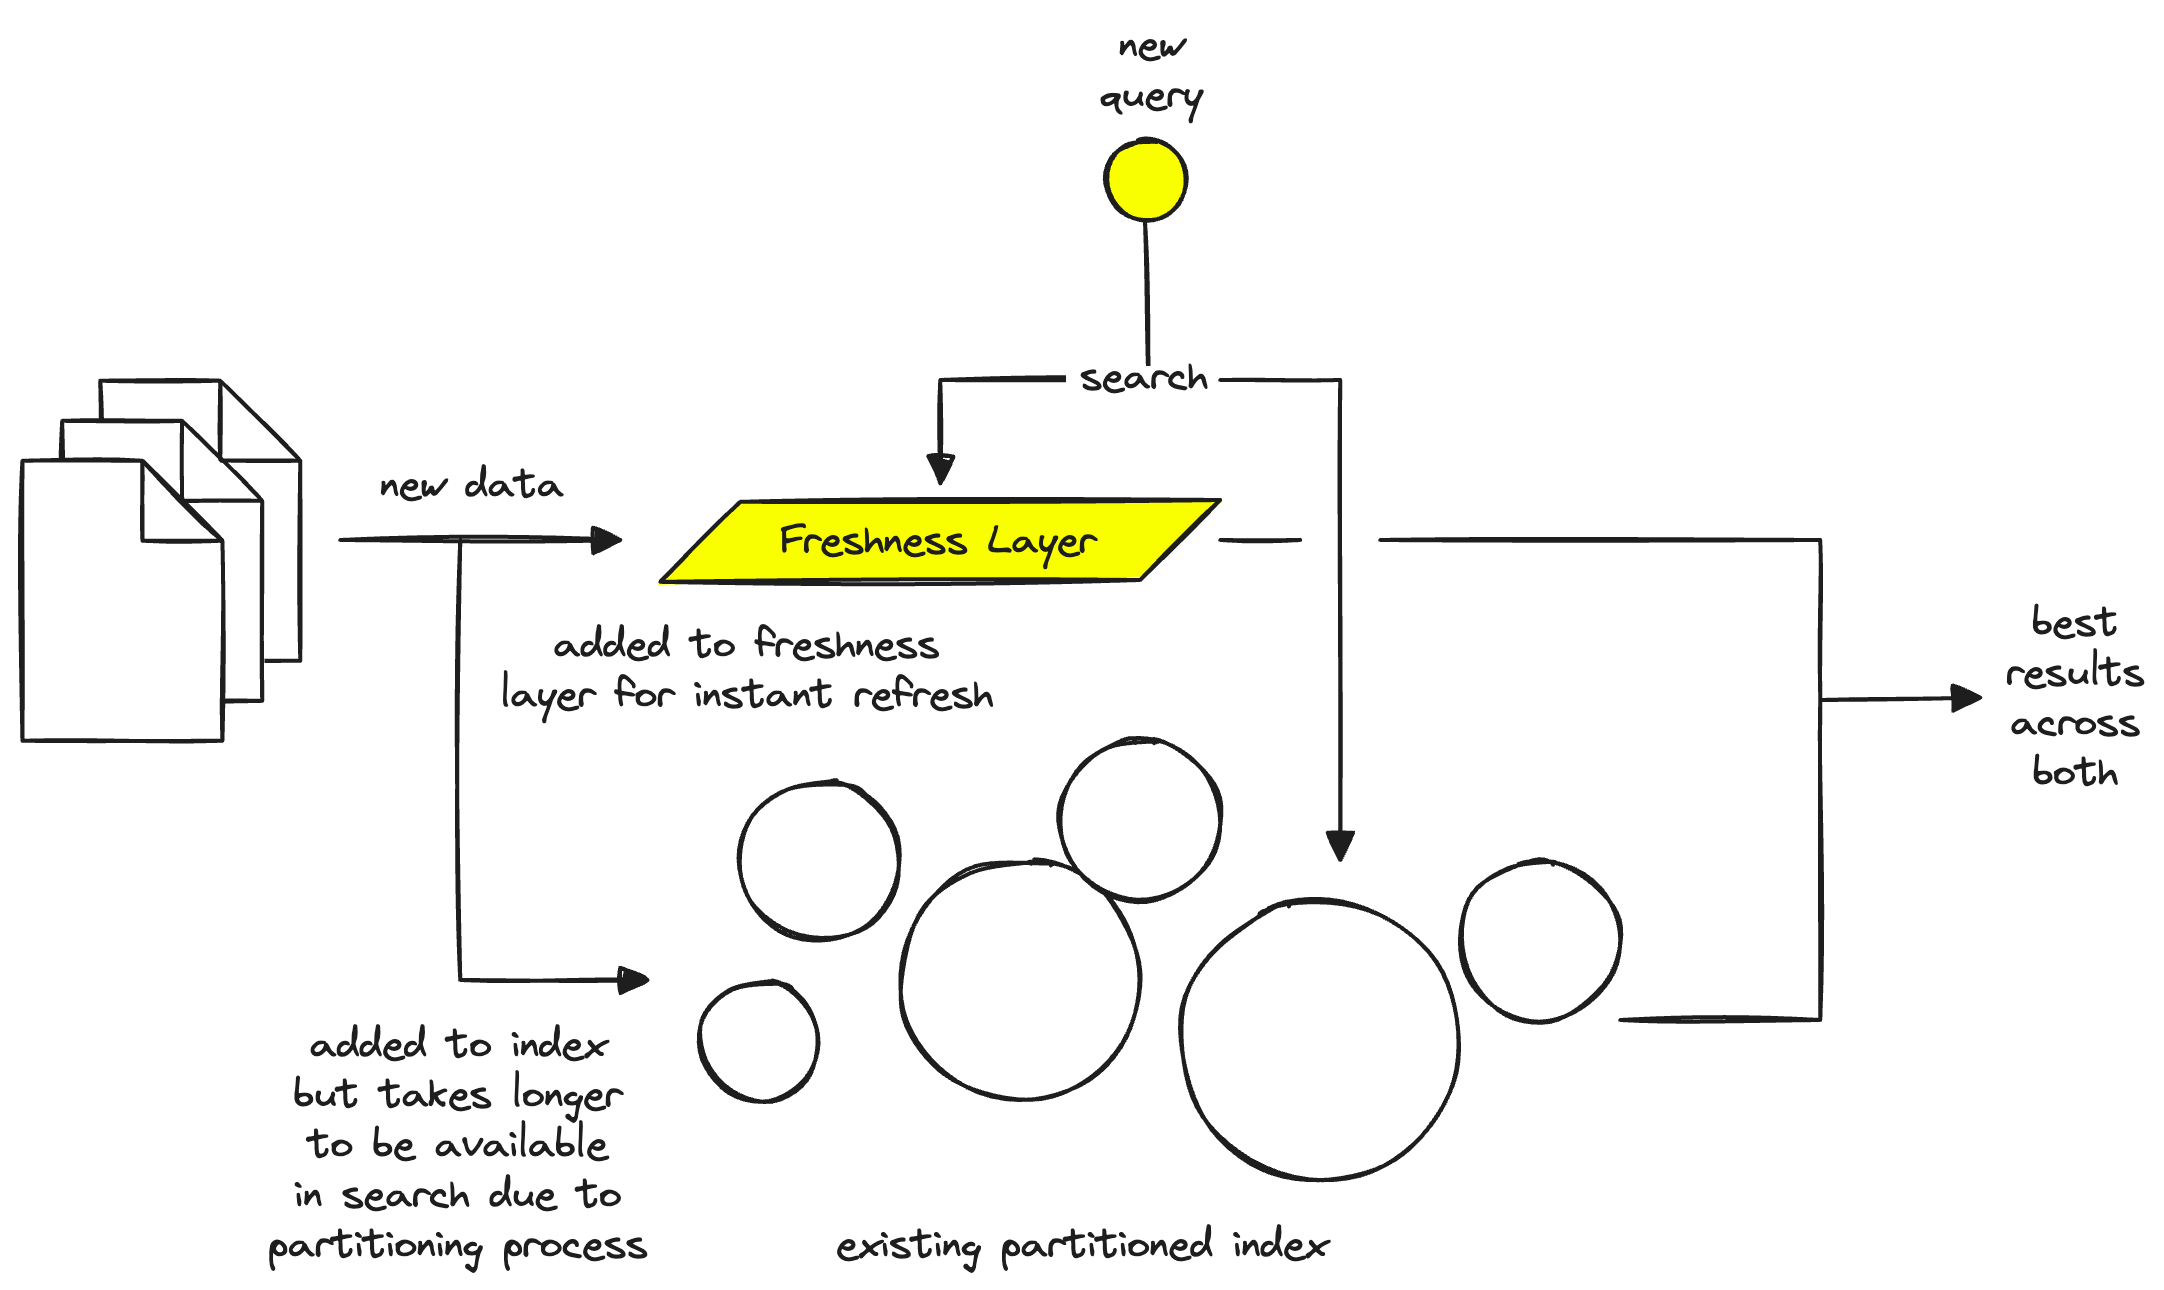 new
query
search
new data
Freshness Layer
added to freshness
layer for instant refresh
best
results
across
both
added to index
but takes longer
to be available
in search due to
partitioning process
existing partitioned index